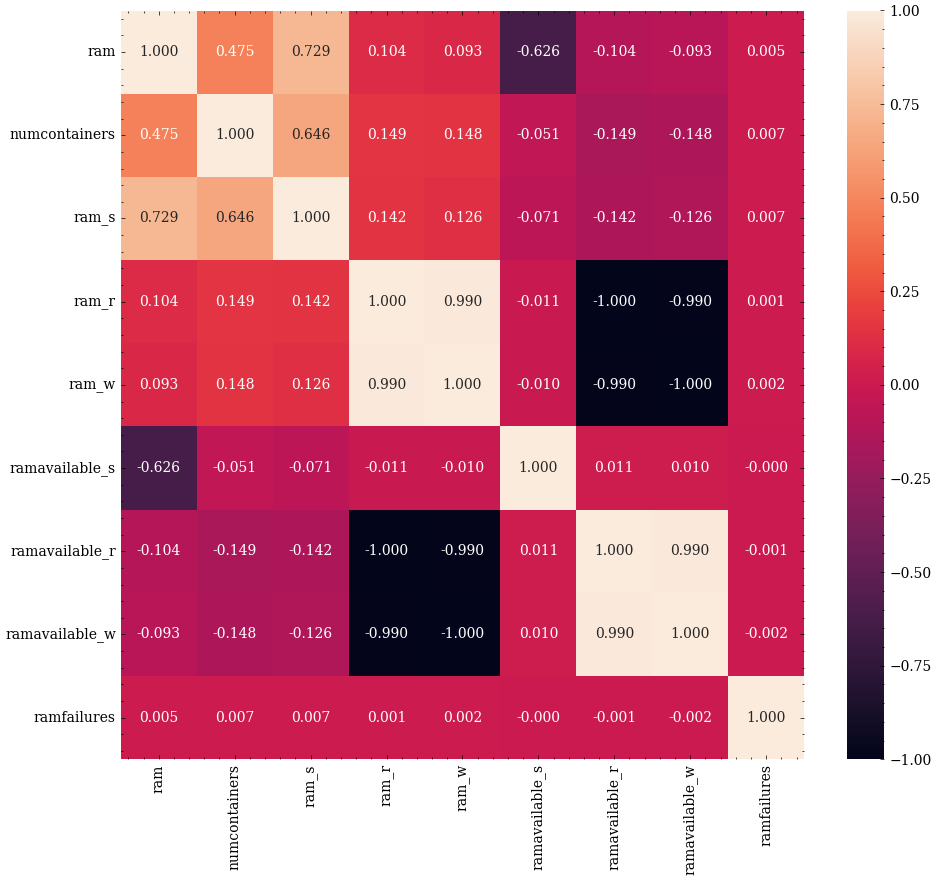 ram 1.000 0.475 0.729 0.104 0.093 -0.626 -0.104 -0.093 0.005
numcontainers 0.475 1.000 0.646 0.149 0.148 -0.051 -0.149 -0.148 0.007
ram_s 0.729 0.646 1.000 0.142 0.126 -0.071 -0.142 -0.126 0.007
ram_r 0.104 0.149 0.142 1.000 0.990 -0.011 -1.000 -0.990 0.001
ram_w 0.093 0.148 0.126 0.990 1.000 -0.010 -0.990 -1.000 0.002
ramavailable_s -0.626 -0.051 -0.071 -0.011 -0.010 1.000 0.011 0.010 -0.000
ramavailable_r -0.104 -0.149 -0.142 -1.000 -0.990 0.011 1.000 0.990 -0.001
ramavailable_w -0.093 -0.148 -0.126 -0.990 -1.000 0.010 0.990 1.000 -0.002
ramfailures 0.005 0.007 0.007 0.001 0.002 -0.000 -0.001 -0.002 1.000
ram numcontainers ram_s ram_r ram_w ramavailable_s ramavailable_r ramavailable_w ramfailures
1.00
0.75
0.50
0.25
0.00
−0.25
−0.50
−0.75
−1.00